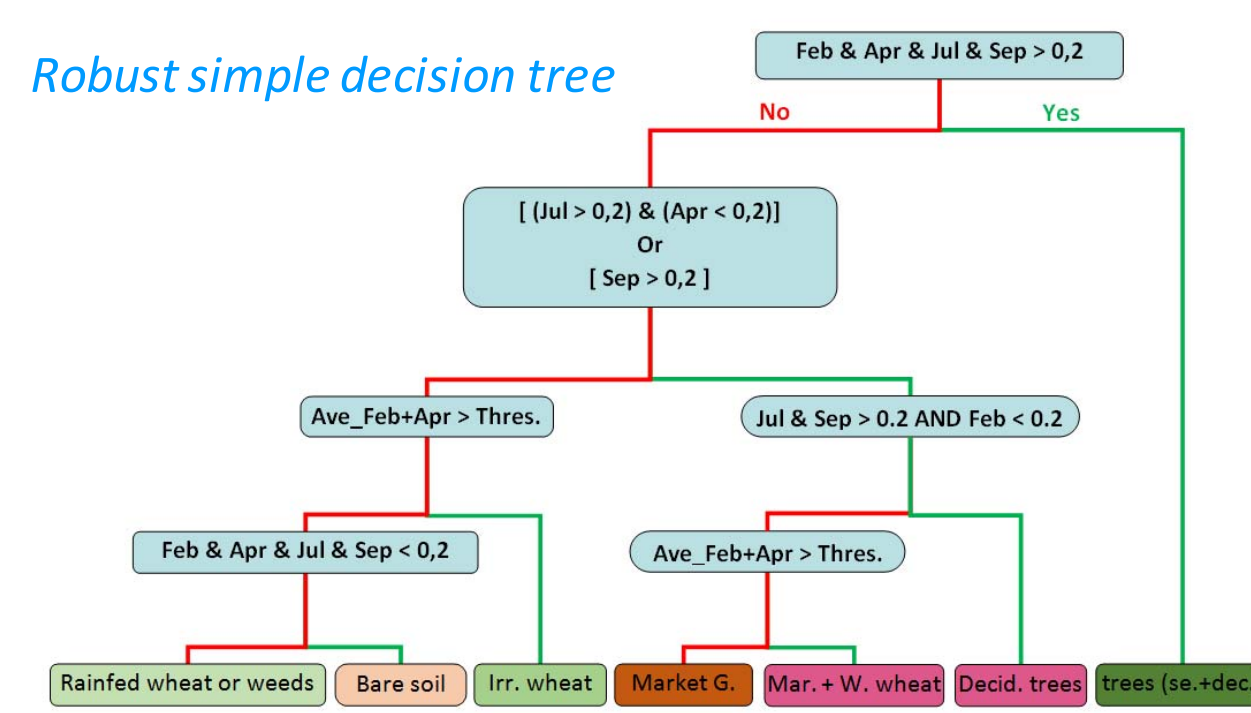 Robust simple decision tree
Feb & Apr & Jul & Sep > 0,2
No
Yes
[ (Jul > 0,2) & (Apr < 0,2)]
Or
[ Sep > 0,2 ]
Ave_Feb+Apr > Thres.
Jul & Sep > 0.2 AND Feb < 0.2
Feb & Apr & Jul & Sep < 0,2
Ave_Feb+Apr > Thres.
Rainfed wheat or weeds
Bare soil
Irr. wheat
Market G.
Mar. + W. wheat
Decid. trees
trees (se.+dec.